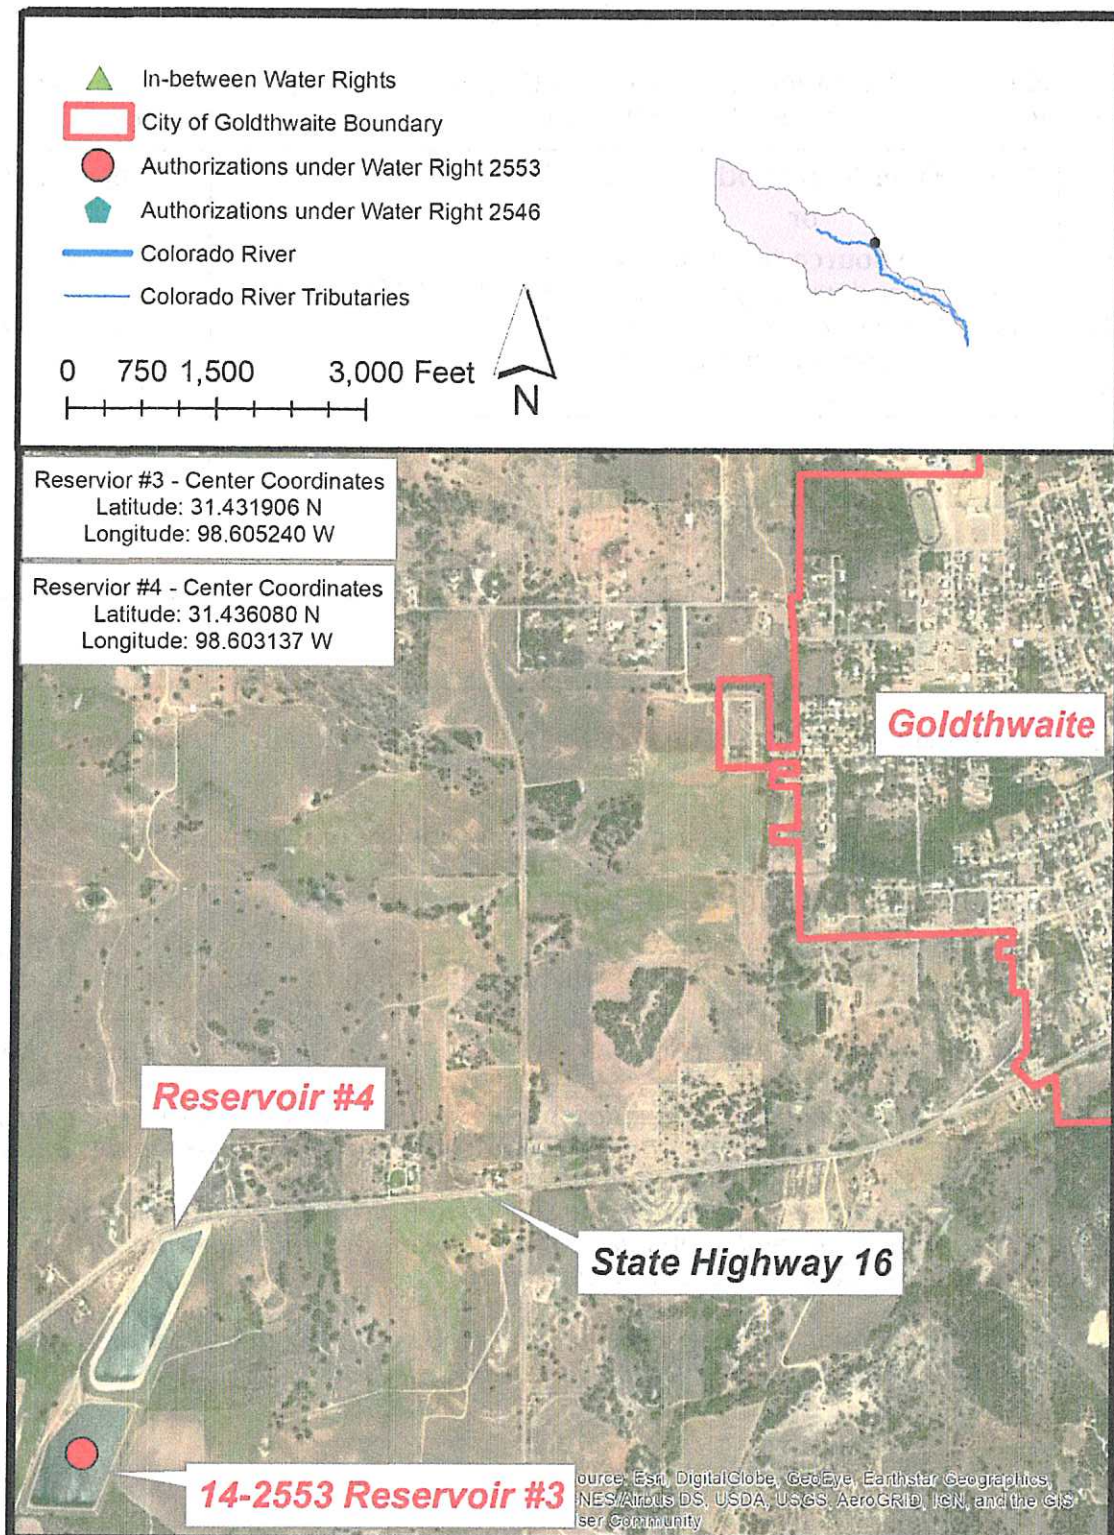 In-between Water Rights
City of Goldthwaite Boundary
Authorizations under Water Right 2553
Authorizations under Water Right 2546
Colorado River
Colorado River Tributaries
0 750 1,500 3,000 Feet
N
Reservior #3 - Center Coordinates
Latitude: 31.431906 N
Longitude: 98.605240 W
Reservior #4 - Center Coordinates
Latitude: 31.436080 N
Longitude: 98.603137 W
Goldthwaite
Reservoir #4
State Highway 16
14-2553 Reservoir #3
ource: Esri, DigitalGlobe, GeoEye, Earthstar Geographics,
NES/Airbus DS, USDA, USGS, AeroGRID, IGN, and the GIS
ser Community